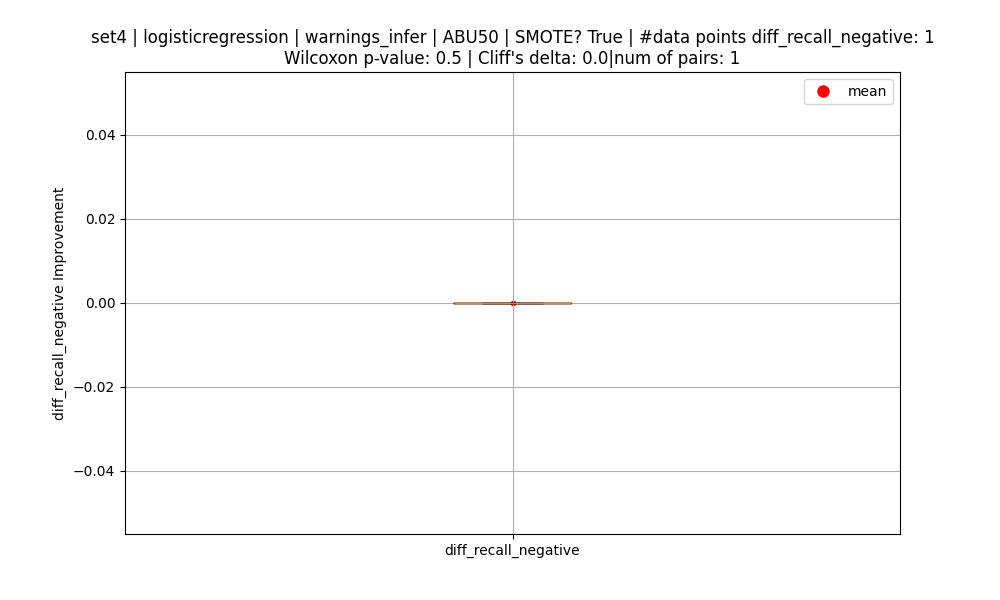 set4 | logisticregression | warnings_infer | ABU50 | SMOTE? True | #data points diff_recall_negative: 1
Wilcoxon p-value: 0.5 | Cliff's delta: 0.0|num of pairs: 1
mean
diff_recall_negative Improvement
0.04
0.02
0.00
−0.02
−0.04
diff_recall_negative